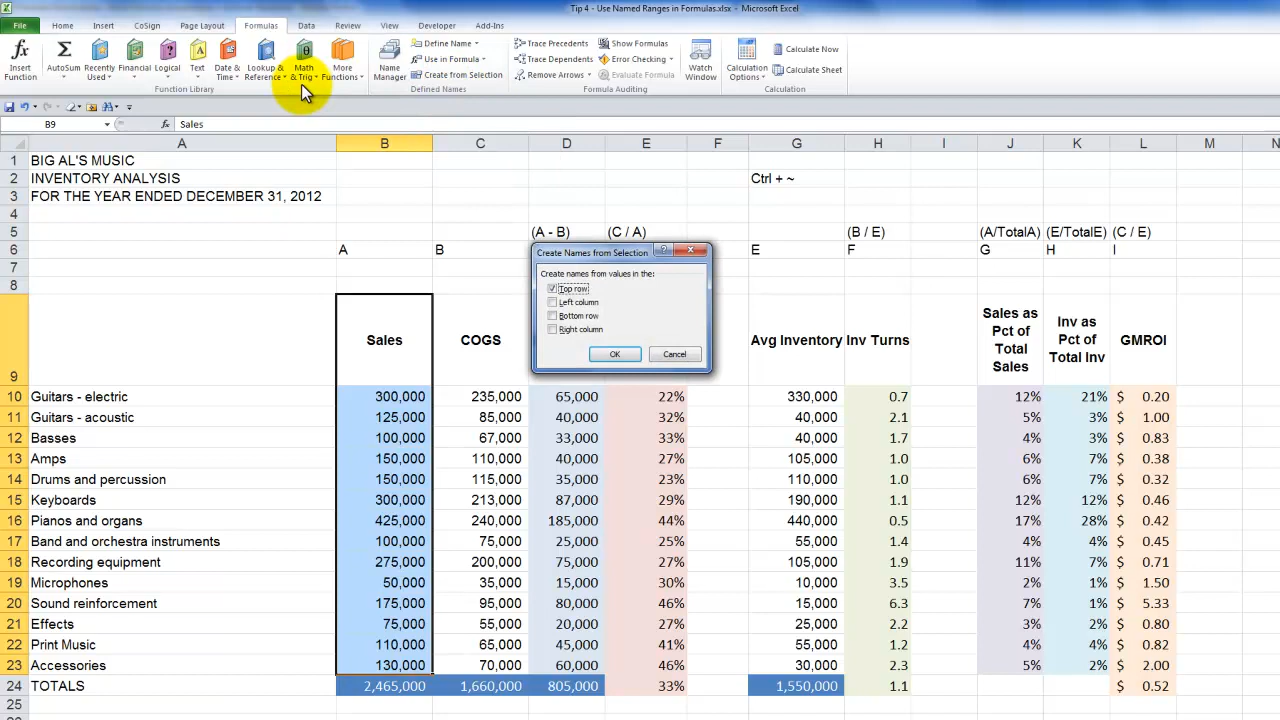 Tip 4 - Use Named Ranges in Formulas.xlsx - Microsoft Excel
File Home Insert CoSign Page Layout Formulas Data Review View Developer Add-Ins
Insert Function
AutoSum
Recently Used
Financial
Logical
Text
Date & Time
Lookup & Reference
Math & Trig
More Functions
Function Library
Name Manager
Define Name
Use in Formula
Create from Selection
Defined Names
Trace Precedents
Trace Dependents
Remove Arrows
Show Formulas
Error Checking
Evaluate Formula
Formula Auditing
Watch Window
Calculation Options
Calculate Now
Calculate Sheet
Calculation
B9 fx Sales
A B C D E F G H I J K L M N
1 BIG AL'S MUSIC
2 INVENTORY ANALYSIS Ctrl + ~
3 FOR THE YEAR ENDED DECEMBER 31, 2012
4
5 (A - B) (C / A) (B / E) (A/TotalA) (E/TotalE) (C / E)
6 A B E F G H I
7
8
9 Sales COGS Avg Inventory Inv Turns Sales as Pct of Total Sales Inv as Pct of Total Inv GMROI
Create Names from Selection
Create names from values in the:
Top row
Left column
Bottom row
Right column
OK Cancel
10 Guitars - electric 300,000 235,000 65,000 22% 330,000 0.7 12% 21% $ 0.20
11 Guitars - acoustic 125,000 85,000 40,000 32% 40,000 2.1 5% 3% $ 1.00
12 Basses 100,000 67,000 33,000 33% 40,000 1.7 4% 3% $ 0.83
13 Amps 150,000 110,000 40,000 27% 105,000 1.0 6% 7% $ 0.38
14 Drums and percussion 150,000 115,000 35,000 23% 110,000 1.0 6% 7% $ 0.32
15 Keyboards 300,000 213,000 87,000 29% 190,000 1.1 12% 12% $ 0.46
16 Pianos and organs 425,000 240,000 185,000 44% 440,000 0.5 17% 28% $ 0.42
17 Band and orchestra instruments 100,000 75,000 25,000 25% 55,000 1.4 4% 4% $ 0.45
18 Recording equipment 275,000 200,000 75,000 27% 105,000 1.9 11% 7% $ 0.71
19 Microphones 50,000 35,000 15,000 30% 10,000 3.5 2% 1% $ 1.50
20 Sound reinforcement 175,000 95,000 80,000 46% 15,000 6.3 7% 1% $ 5.33
21 Effects 75,000 55,000 20,000 27% 25,000 2.2 3% 2% $ 0.80
22 Print Music 110,000 65,000 45,000 41% 55,000 1.2 4% 4% $ 0.82
23 Accessories 130,000 70,000 60,000 46% 30,000 2.3 5% 2% $ 2.00
24 TOTALS 2,465,000 1,660,000 805,000 33% 1,550,000 1.1 $ 0.52
25